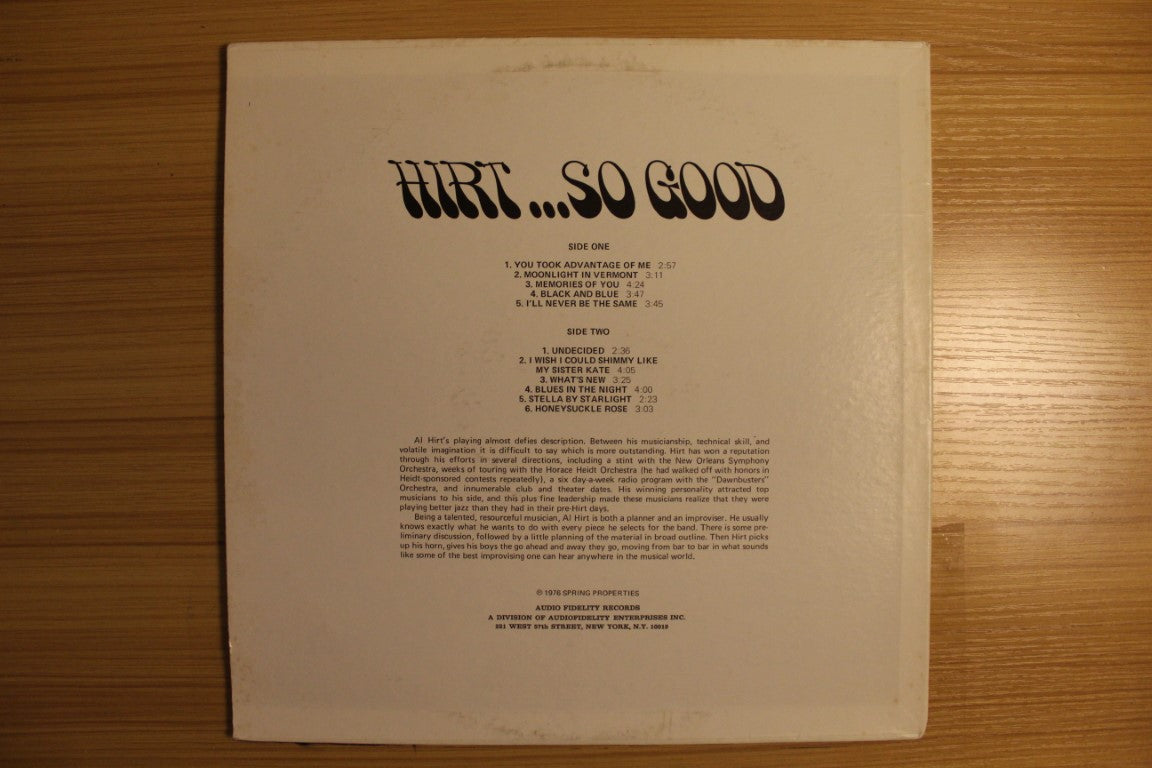 HIRT...SO GOOD
SIDE ONE
1. YOU TOOK ADVANTAGE OF ME 2:57
2. MOONLIGHT IN VERMONT 3:11
3. MEMORIES OF YOU 4.24
4. BLACK AND BLUE 3:47
5. I'LL NEVER BE THE SAME 3:45
SIDE TWO
1. UNDECIDED 2:36
2. I WISH I COULD SHIMMY LIKE
MY SISTER KATE 4:05
3. WHAT'S NEW 3:25
4. BLUES IN THE NIGHT 4:00
5. STELLA BY STARLIGHT 2:23
6. HONEYSUCKLE ROSE 3:03
Al Hirt's playing almost defies description. Between his musicianship, technical skill, and
volatile imagination it is difficult to say which is more outstanding. Hirt has won a reputation
through his efforts in several directions, including a stint with the New Orleans Symphony
Orchestra, weeks of touring with the Horace Heidt Orchestra (he had walked off with honors in
Heidt-sponsored contests repeatedly), a six day-a-week radio program with the "Dawnbusters"
Orchestra, and innumerable club and theater dates. His winning personality attracted top
musicians to his side, and this plus fine leadership made these musicians realize that they were
playing better jazz than they had in their pre-Hirt days.
Being a talented, resourceful musician, Al Hirt is both a planner and an improviser. He usually
knows exactly what he wants to do with every piece he selects for the band. There is some pre-
liminary discussion, followed by a little planning of the material in broad outline. Then Hirt picks
up his horn, gives his boys the go ahead and away they go, moving from bar to bar in what sounds
like some of the best improvising one can hear anywhere in the musical world.
℗ 1976 SPRING PROPERTIES
AUDIO FIDELITY RECORDS
A DIVISION OF AUDIOFIDELITY ENTERPRISES INC.
221 WEST 57th STREET, NEW YORK, N.Y. 10019